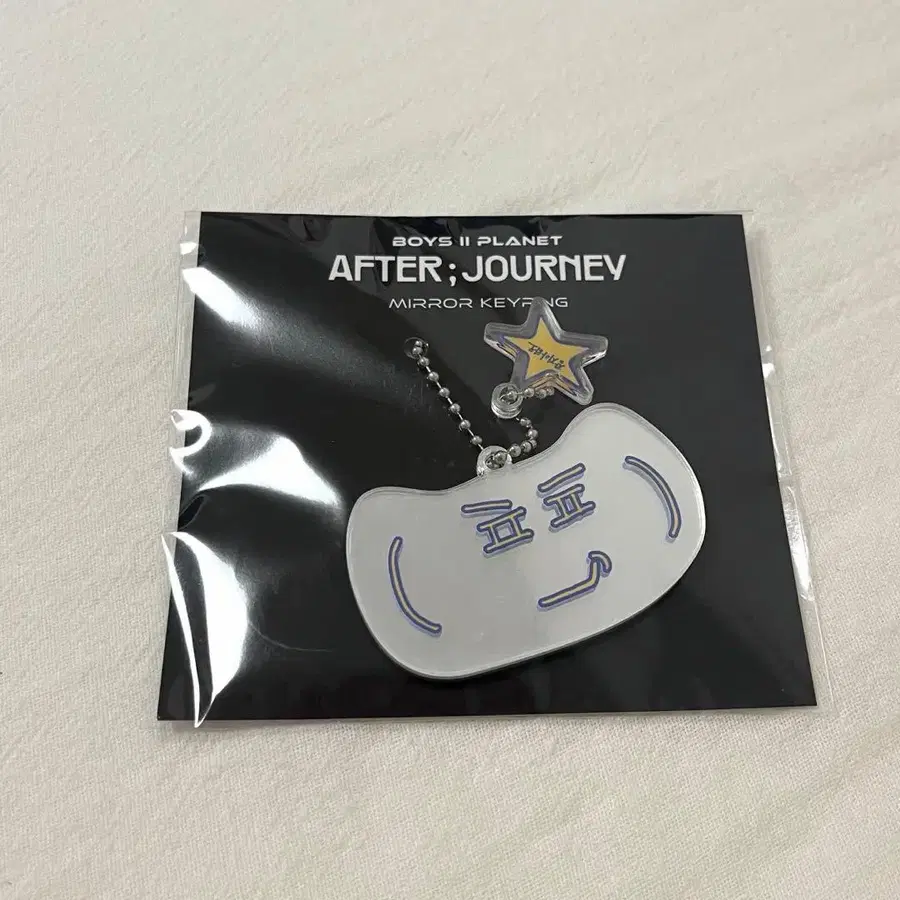 BOYS II PLANET
AFTER ; JOURNEY
MIRROR KEYRING